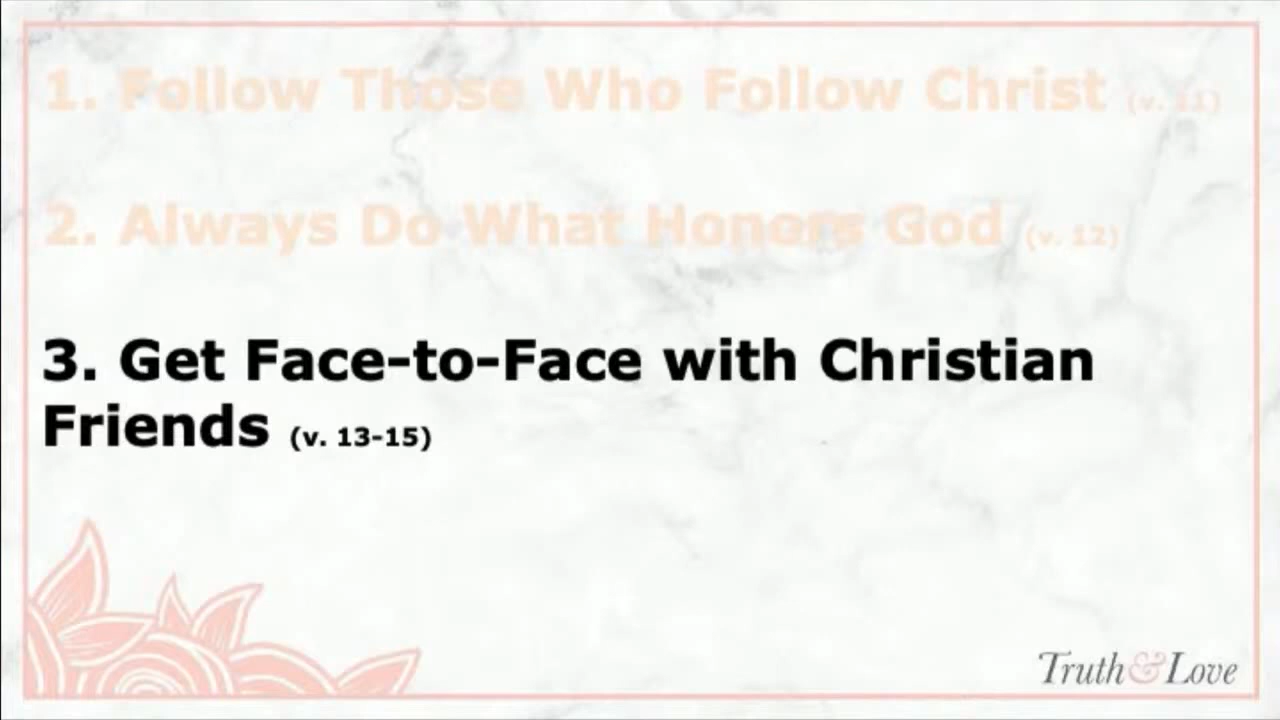 1. Follow Those Who Follow Christ (v. 11)
2. Always Do What Honors God (v. 12)
3. Get Face-to-Face with Christian
Friends (v. 13-15)
Truth & Love